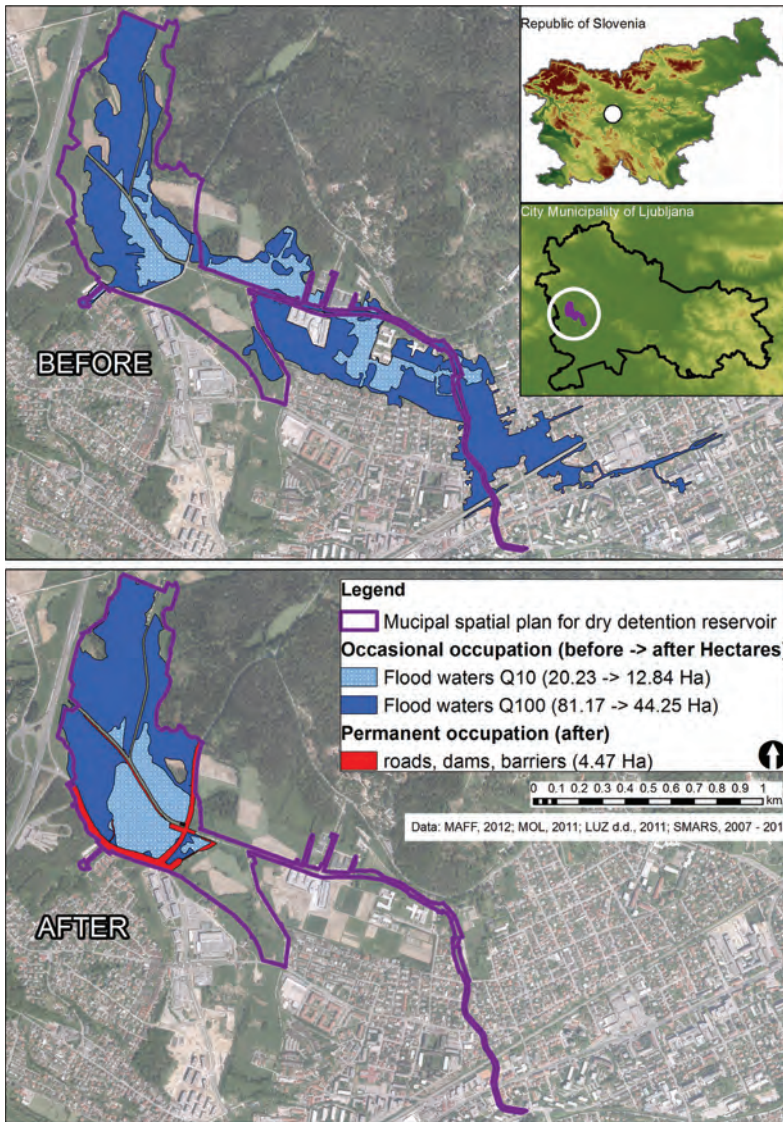 Republic of Slovenia
City Municipality of Ljubljana
BEFORE
Legend
Mucipal spatial plan for dry detention reservoir
Occasional occupation (before -> after Hectares)
Flood waters Q10 (20.23 -> 12.84 Ha)
Flood waters Q100 (81.17 -> 44.25 Ha)
Permanent occupation (after)
roads, dams, barriers (4.47 Ha)
0 0.1 0.2 0.3 0.4 0.5 0.6 0.7 0.8 0.9 1
km
Data: MAFF, 2012; MOL, 2011; LUZ d.d., 2011; SMARS, 2007 - 201
AFTER